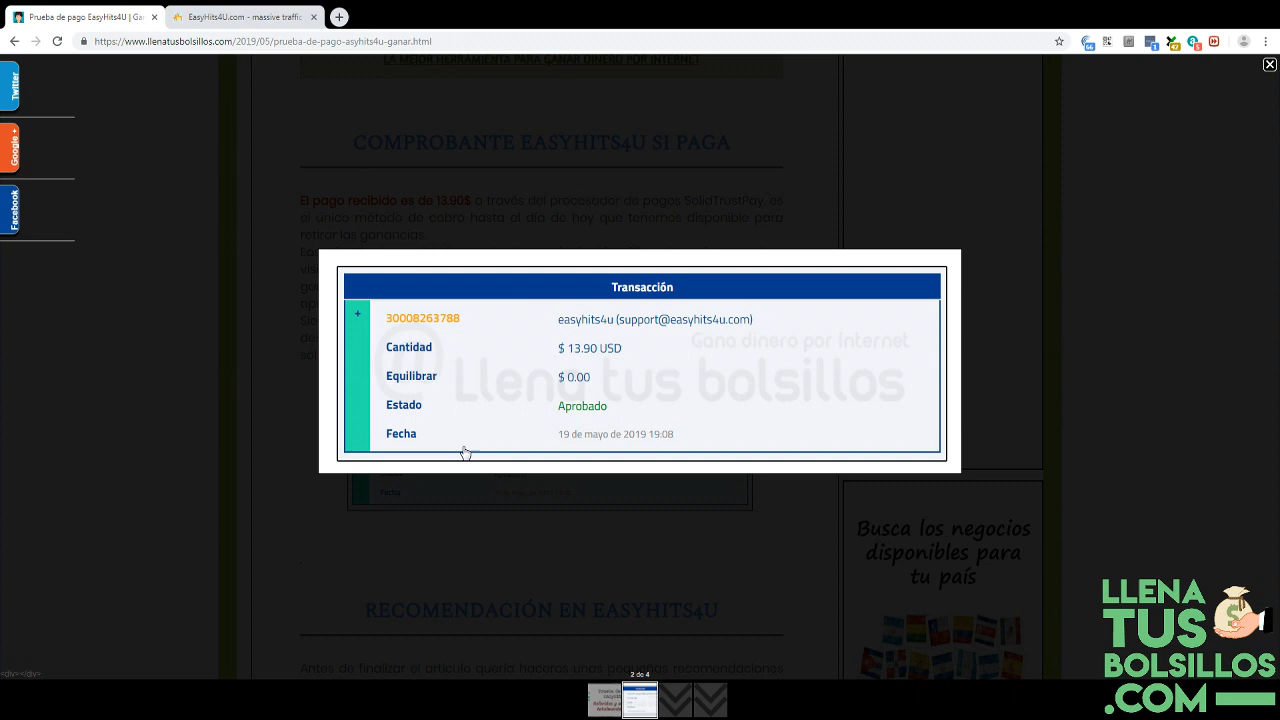 Prueba de pago EasyHits4U | Ga
EasyHits4U.com - massive traffic
https://www.llenatusbolsillos.com/2019/05/prueba-de-pago-asyhits4u-ganar.html
Twitter
Google +
Facebook
LA MEJOR HERRAMIENTA PARA GANAR DINERO POR INTERNET
COMPROBANTE EASYHITS4U SI PAGA
El pago recibido es de 13.90$ a través del procesador de pagos SolidTrustPay, es
el único método de cobro hasta el día de hoy que tenemos disponible para
retirar las ganancias.
Transacción
30008263788 easyhits4u (support@easyhits4u.com)
Cantidad $ 13.90 USD
Equilibrar $ 0.00
Estado Aprobado
Fecha 19 de mayo de 2019 19:08
Gana dinero por Internet
@ Llena tus bolsillos
Fecha
Busca los negocios
disponibles para
tu país
RECOMENDACIÓN EN EASYHITS4U
Antes de finalizar el artículo quería haceros unas pequeñas recomendaciones
<div></div>
2 de 4
LLENA
TUS
BOLSILLOS
.COM